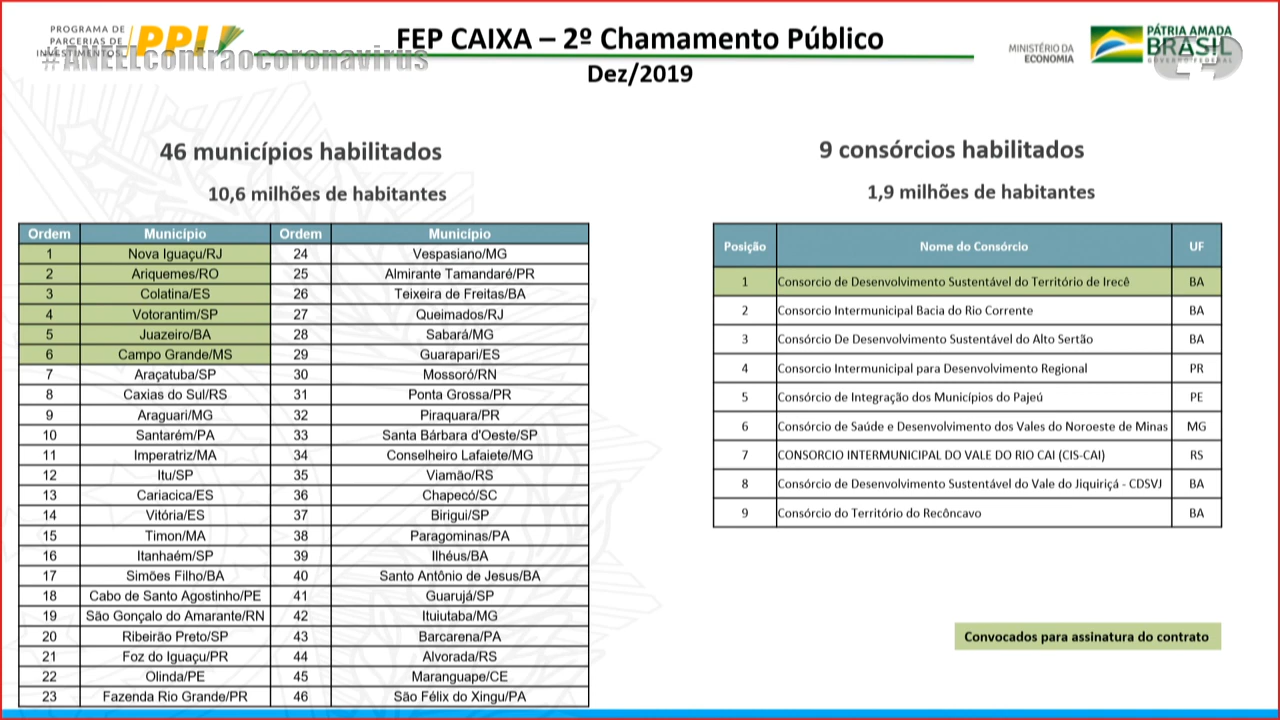 PROGRAMA DE
PARCERIAS DE
INVESTIMENTOS
PPI
#ANEELcontraocoronavirus
FEP CAIXA – 2º Chamamento Público
Dez/2019
MINISTÉRIO DA
ECONOMIA
PÁTRIA AMADA
BRASIL
GOVERNO FEDERAL
46 municípios habilitados
10,6 milhões de habitantes
Ordem Município Ordem Município
1 Nova Iguaçu/RJ 24 Vespasiano/MG
2 Ariquemes/RO 25 Almirante Tamandaré/PR
3 Colatina/ES 26 Teixeira de Freitas/BA
4 Votorantim/SP 27 Queimados/RJ
5 Juazeiro/BA 28 Sabará/MG
6 Campo Grande/MS 29 Guarapari/ES
7 Araçatuba/SP 30 Mossoró/RN
8 Caxias do Sul/RS 31 Ponta Grossa/PR
9 Araguari/MG 32 Piraquara/PR
10 Santarém/PA 33 Santa Bárbara d'Oeste/SP
11 Imperatriz/MA 34 Conselheiro Lafaiete/MG
12 Itu/SP 35 Viamão/RS
13 Cariacica/ES 36 Chapecó/SC
14 Vitória/ES 37 Birigui/SP
15 Timon/MA 38 Paragominas/PA
16 Itanhaém/SP 39 Ilhéus/BA
17 Simões Filho/BA 40 Santo Antônio de Jesus/BA
18 Cabo de Santo Agostinho/PE 41 Guarujá/SP
19 São Gonçalo do Amarante/RN 42 Ituiutaba/MG
20 Ribeirão Preto/SP 43 Barcarena/PA
21 Foz do Iguaçu/PR 44 Alvorada/RS
22 Olinda/PE 45 Maranguape/CE
23 Fazenda Rio Grande/PR 46 São Félix do Xingu/PA
9 consórcios habilitados
1,9 milhões de habitantes
Posição Nome do Consórcio UF
1 Consorcio de Desenvolvimento Sustentável do Território de Irecê BA
2 Consorcio Intermunicipal Bacia do Rio Corrente BA
3 Consórcio De Desenvolvimento Sustentável do Alto Sertão BA
4 Consorcio Intermunicipal para Desenvolvimento Regional PR
5 Consórcio de Integração dos Municípios do Pajeú PE
6 Consórcio de Saúde e Desenvolvimento dos Vales do Noroeste de Minas MG
7 CONSORCIO INTERMUNICIPAL DO VALE DO RIO CAI (CIS-CAI) RS
8 Consórcio de Desenvolvimento Sustentável do Vale do Jiquiriçá - CDSVJ BA
9 Consórcio do Território do Recôncavo BA
Convocados para assinatura do contrato